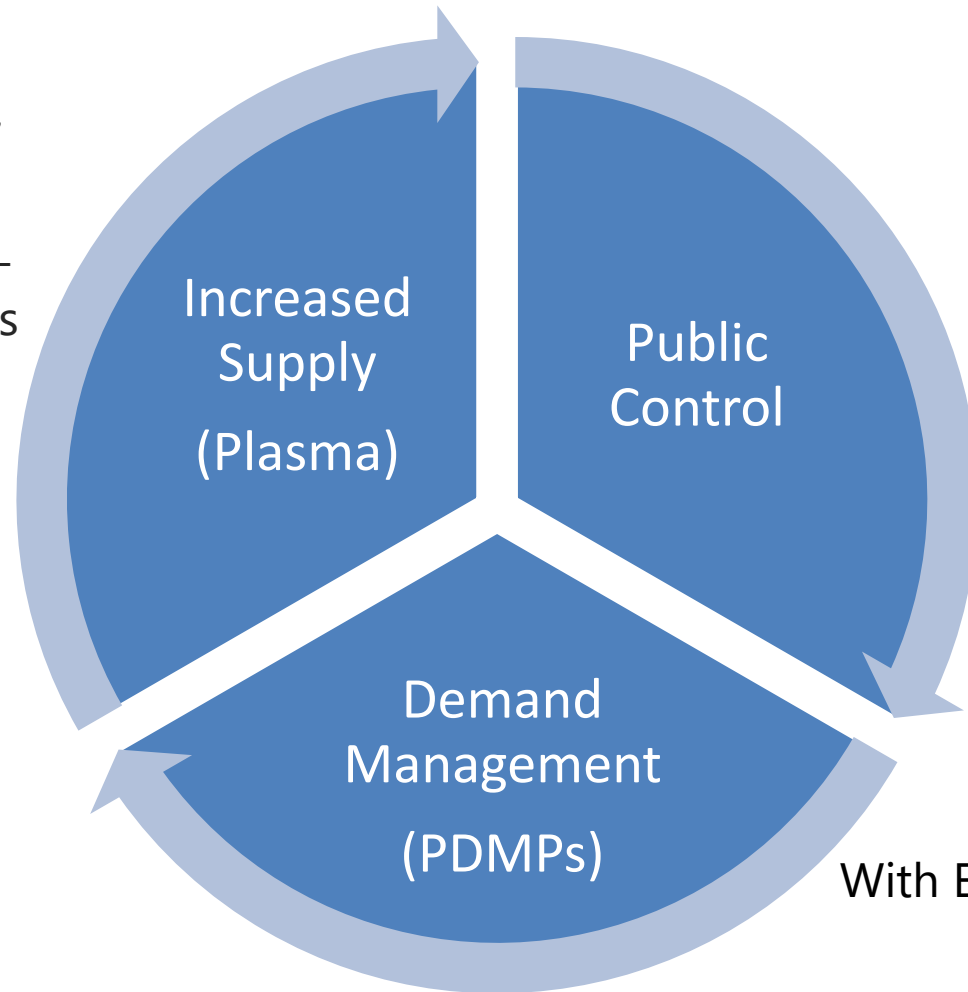 Increased
Supply
(Plasma)
Public
Control
Demand
Management
(PDMPs)
With